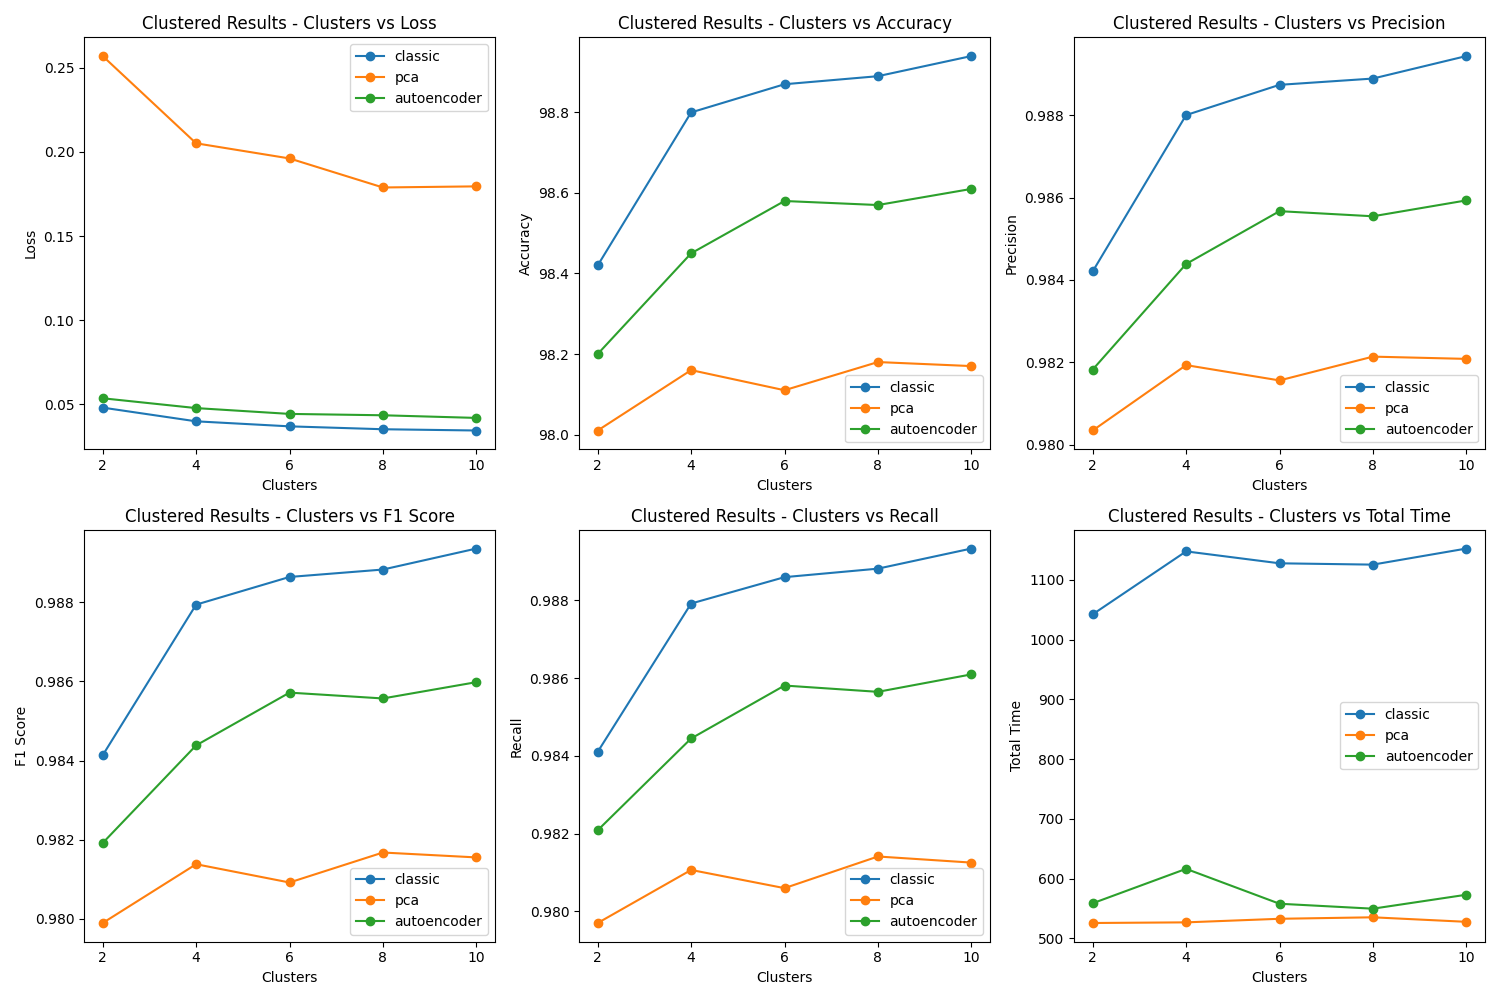 Clustered Results - Clusters vs Loss
0.25
0.20
0.15
0.10
0.05
Loss
2 4 6 8 10
Clusters
classic
pca
autoencoder
Clustered Results - Clusters vs Accuracy
98.8
98.6
98.4
98.2
98.0
Accuracy
2 4 6 8 10
Clusters
classic
pca
autoencoder
Clustered Results - Clusters vs Precision
0.988
0.986
0.984
0.982
0.980
Precision
2 4 6 8 10
Clusters
classic
pca
autoencoder
Clustered Results - Clusters vs F1 Score
0.988
0.986
0.984
0.982
0.980
F1 Score
2 4 6 8 10
Clusters
classic
pca
autoencoder
Clustered Results - Clusters vs Recall
0.988
0.986
0.984
0.982
0.980
Recall
2 4 6 8 10
Clusters
classic
pca
autoencoder
Clustered Results - Clusters vs Total Time
1100
1000
900
800
700
600
500
Total Time
2 4 6 8 10
Clusters
classic
pca
autoencoder